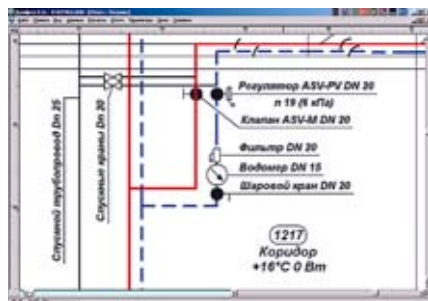 Регулятор ASV-PV DN 20
п 19 (6 кПа)
Клапан ASV-M DN 20
Фильтр DN 20
Водомер DN 15
Шаровой кран DN 20
Спускной трубопровод Dn 25
Спускные краны Dn 20
1217
Коридор
+16°C 0 Вт